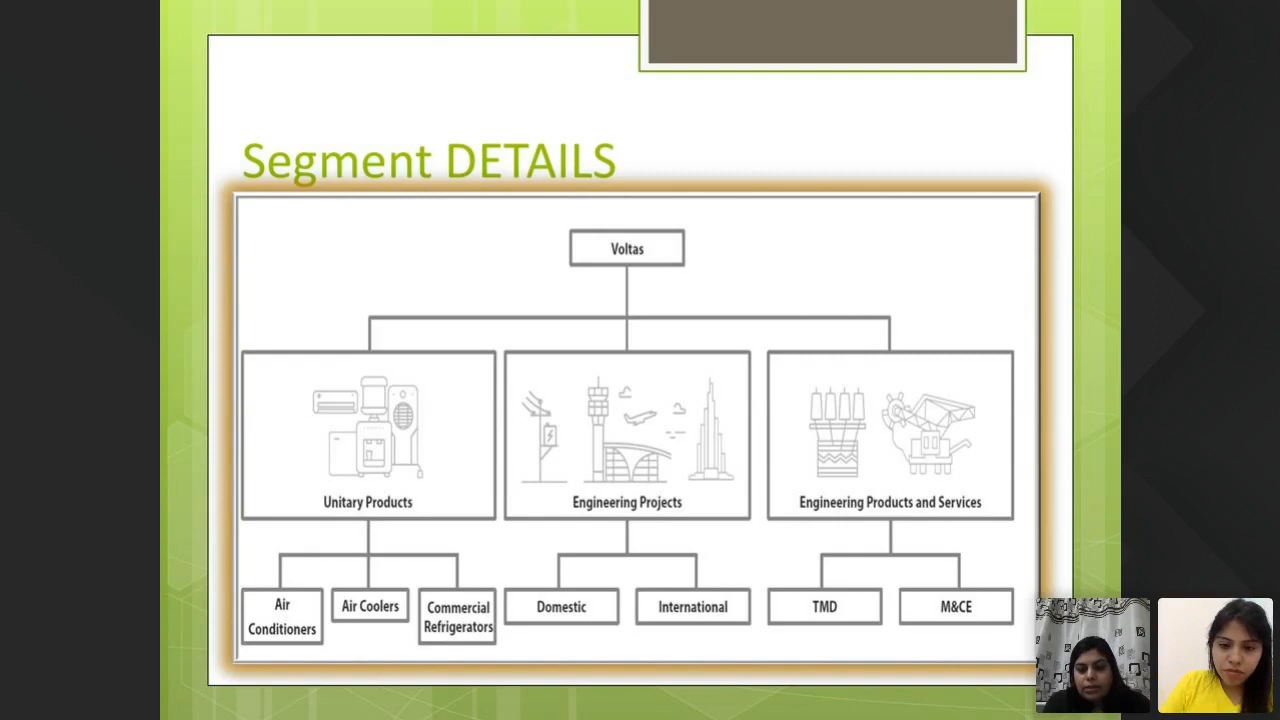 Segment DETAILS
Voltas
Unitary Products
Engineering Projects
Engineering Products and Services
Air
Conditioners
Air Coolers
Commercial
Refrigerators
Domestic
International
TMD
M&CE